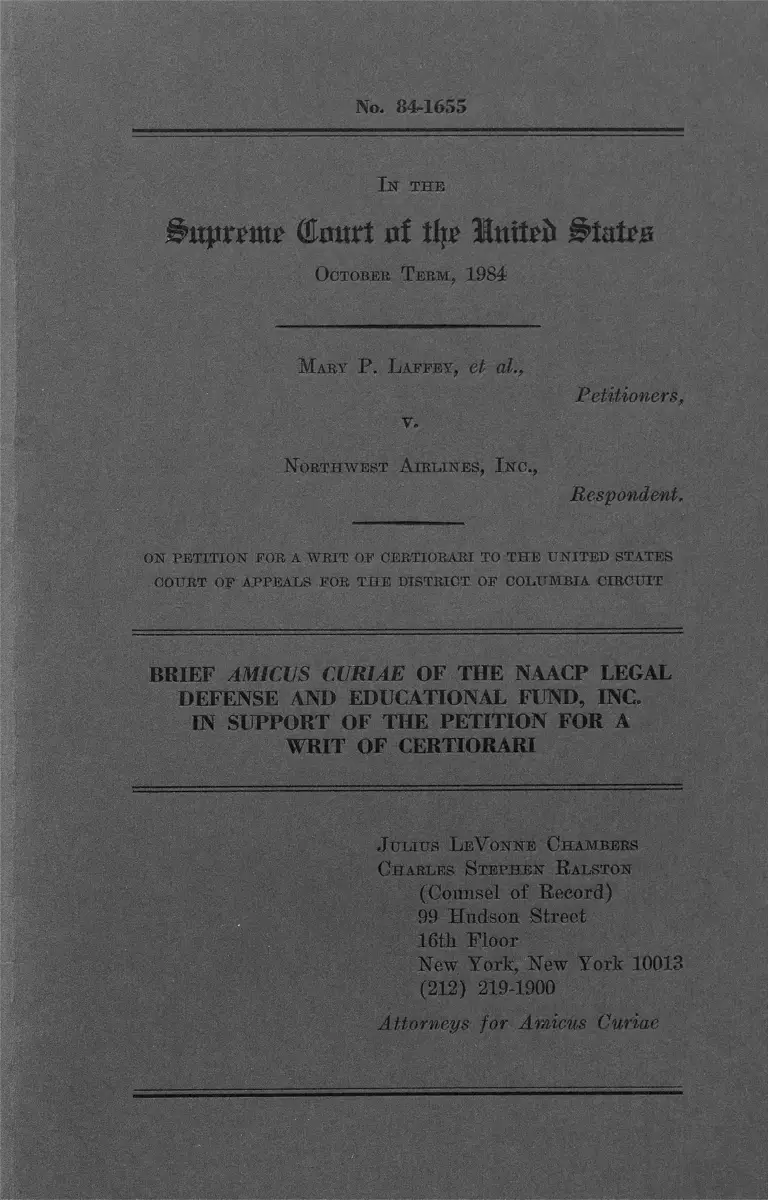 No. 84-1655
IN THE
Supreme Court of the United States
OCTOBER TERM, 1984
MARY P. LAFFEY, et al.,
Petitioners,
v.
NORTHWEST AIRLINES, INC.,
Respondent.
ON PETITION FOR A WRIT OF CERTIORARI TO THE UNITED STATES
COURT OF APPEALS FOR THE DISTRICT OF COLUMBIA CIRCUIT
BRIEF AMICUS CURIAE OF THE NAACP LEGAL
DEFENSE AND EDUCATIONAL FUND, INC.
IN SUPPORT OF THE PETITION FOR A
WRIT OF CERTIORARI
JULIUS LEVONNE CHAMBERS
CHARLES STEPHEN RALSTON
(Counsel of Record)
99 Hudson Street
16th Floor
New York, New York 10013
(212) 219-1900
Attorneys for Amicus Curiae